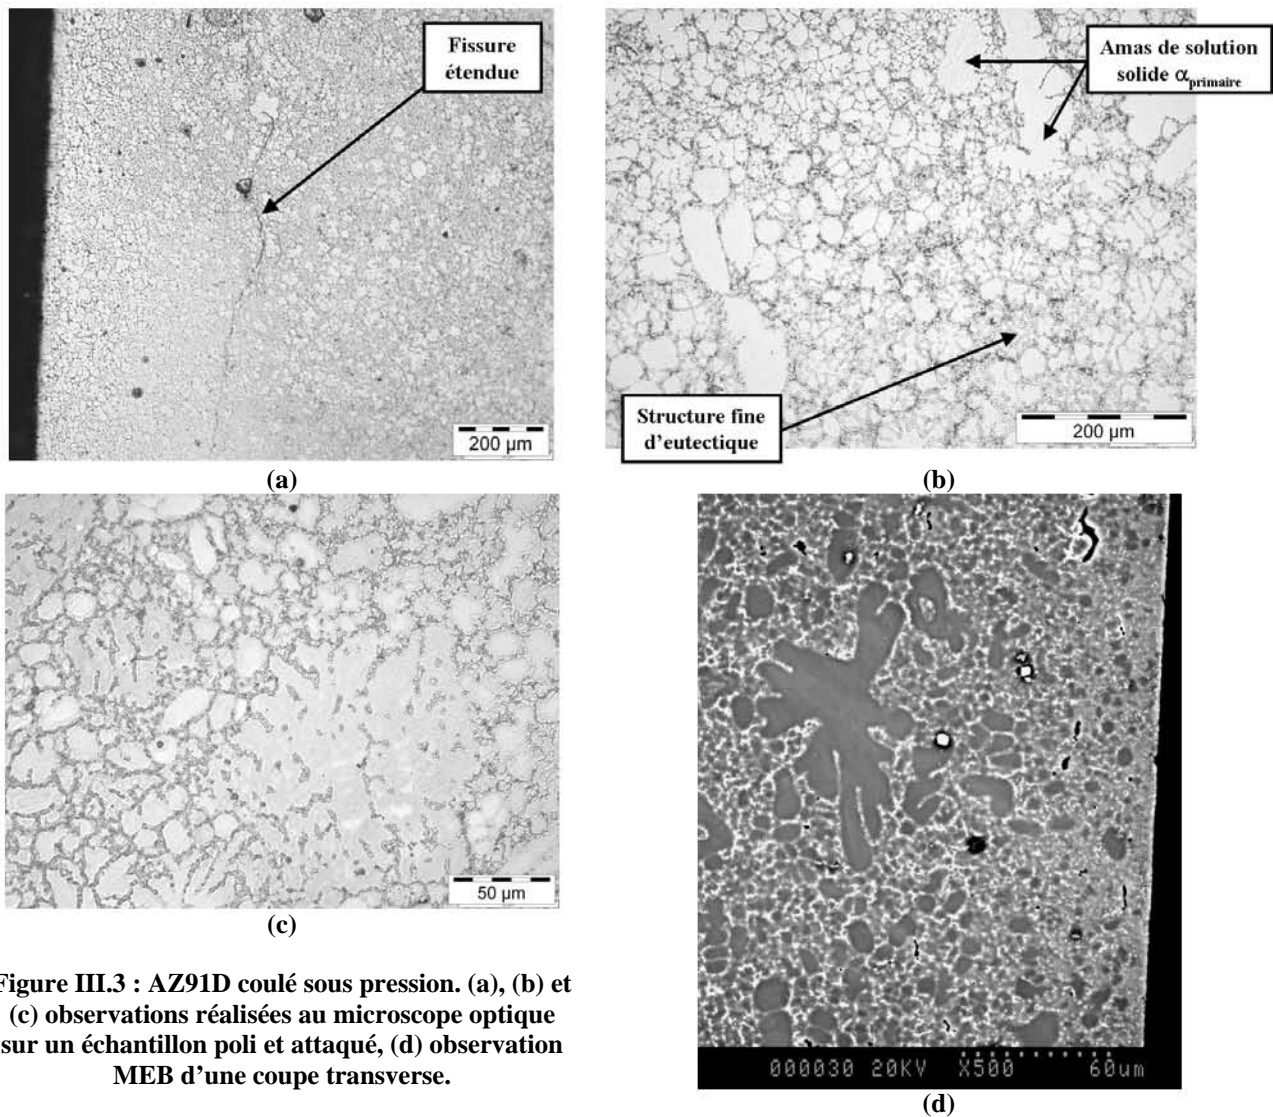 Fissure
étendue
200 µm
(a)
Amas de solution
solide αprimaire
Structure fine
d'eutectique
200 µm
(b)
50 µm
(c)
000030 20KV X500 60um
(d)
Figure III.3 : AZ91D coulé sous pression. (a), (b) et
(c) observations réalisées au microscope optique
sur un échantillon poli et attaqué, (d) observation
MEB d'une coupe transverse.